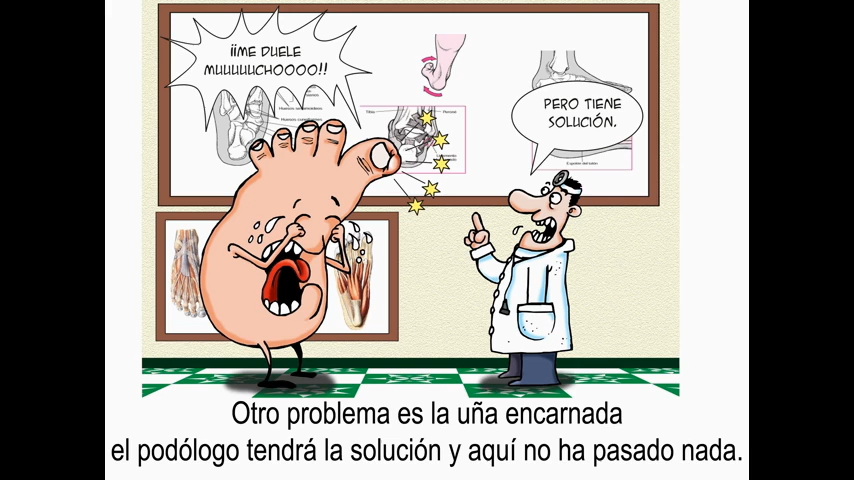 ¡¡ME DUELE
MUUUUUCHOOOO!!
PERO TIENE
SOLUCIÓN.
Otro problema es la uña encarnada
el podólogo tendrá la solución y aquí no ha pasado nada.